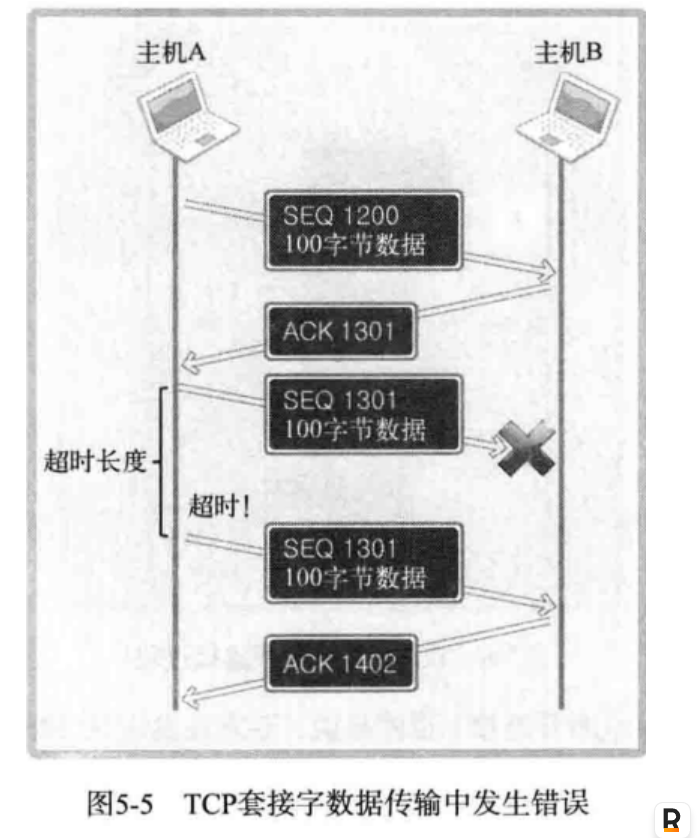 主机A
主机B
SEQ 1200
100字节数据
ACK 1301
SEQ 1301
100字节数据
超时长度
超时!
SEQ 1301
100字节数据
ACK 1402
图5-5 TCP套接字数据传输中发生错误
R